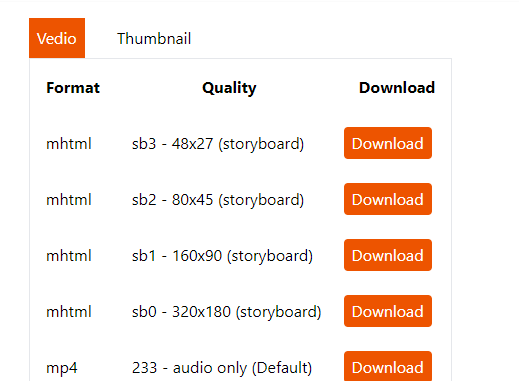 Vedio Thumbnail
Format Quality Download
mhtml sb3 - 48x27 (storyboard) Download
mhtml sb2 - 80x45 (storyboard) Download
mhtml sb1 - 160x90 (storyboard) Download
mhtml sb0 - 320x180 (storyboard) Download
mp4 233 - audio only (Default) Download